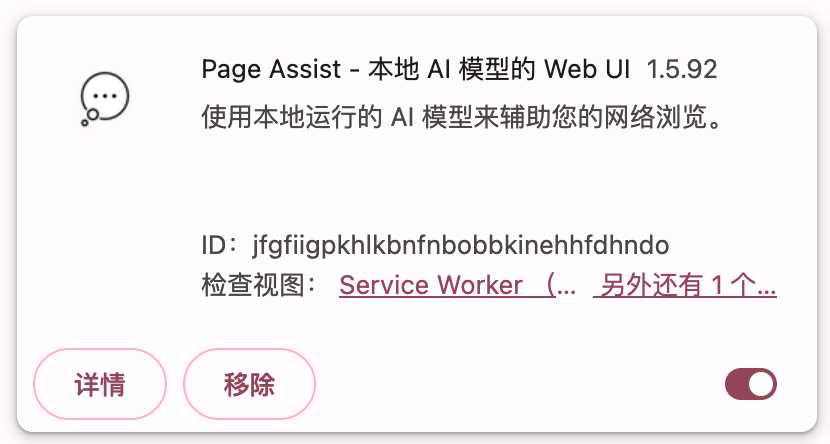 Page Assist - 本地 AI 模型的 Web UI 1.5.92
使用本地运行的 AI 模型来辅助您的网络浏览。
ID：jfgfiigpkhlkbnfnbobbkinehhfdhndo
检查视图： Service Worker （... 另外还有 1 个...
详情 移除